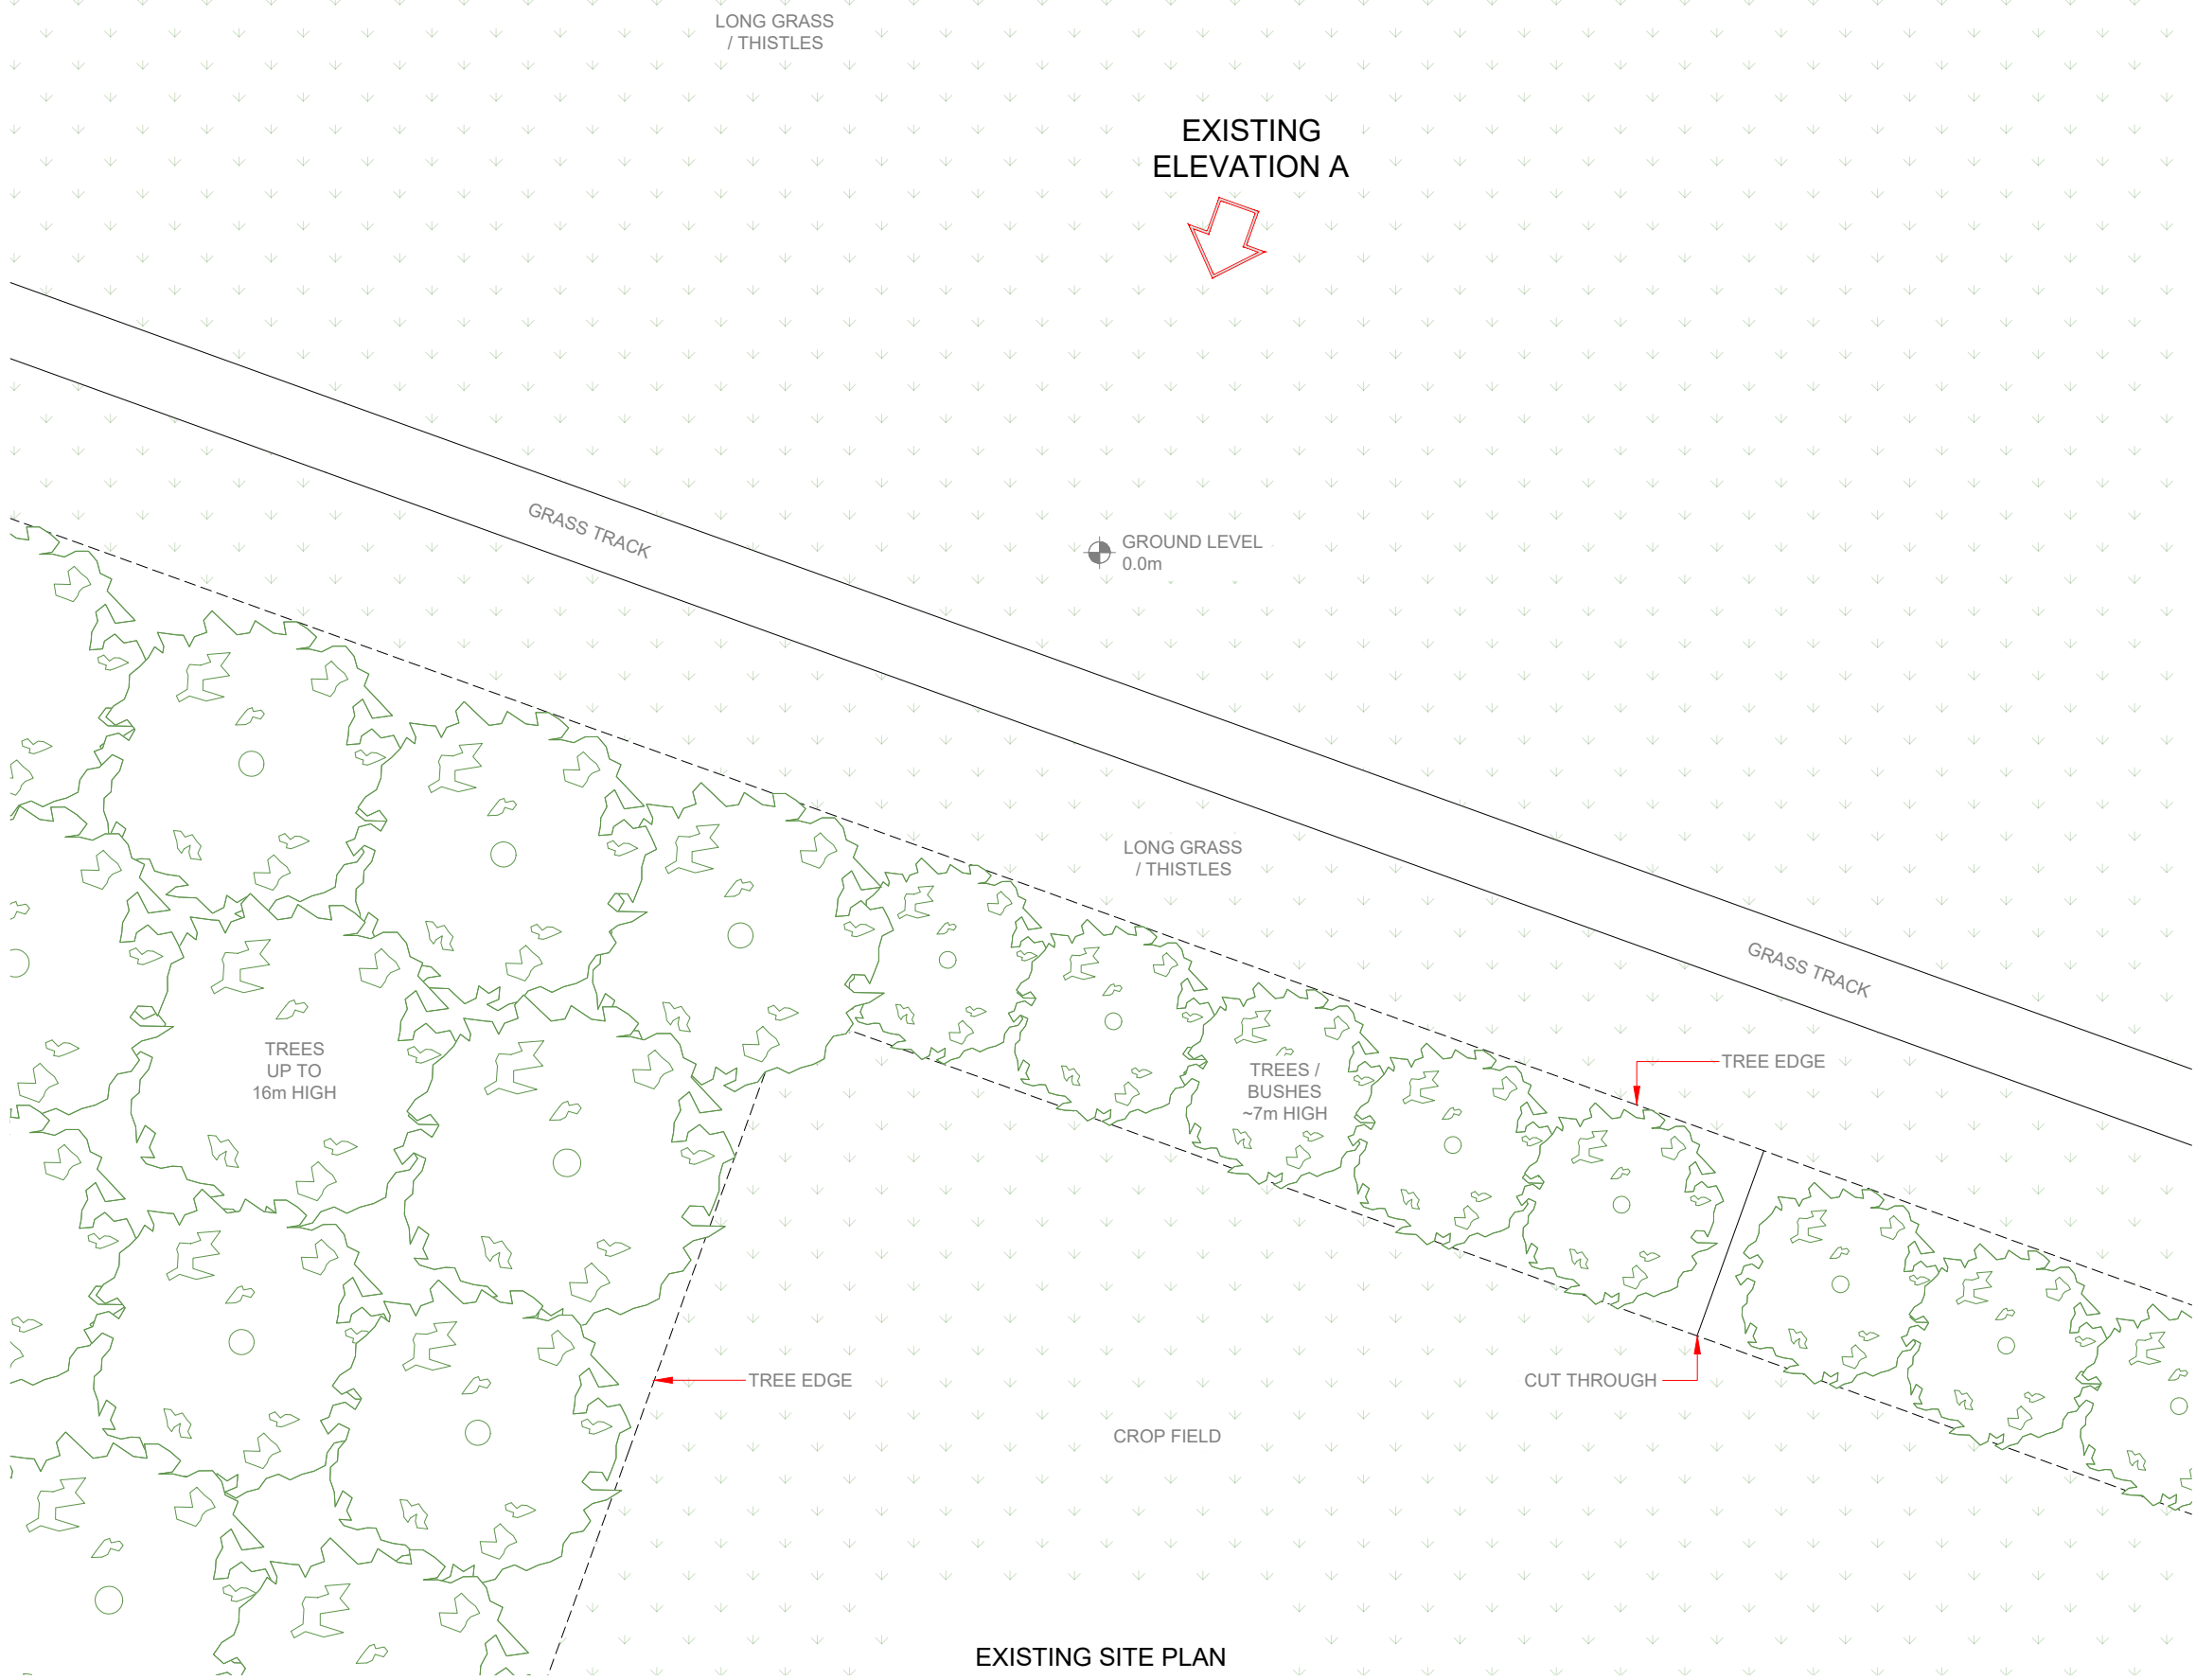 LONG GRASS
/ THISTLES
EXISTING
ELEVATION A
GRASS TRACK
GROUND LEVEL
0.0m
LONG GRASS
/ THISTLES
GRASS TRACK
TREES
UP TO
16m HIGH
TREES /
BUSHES
~7m HIGH
TREE EDGE
TREE EDGE
CUT THROUGH
CROP FIELD
EXISTING SITE PLAN